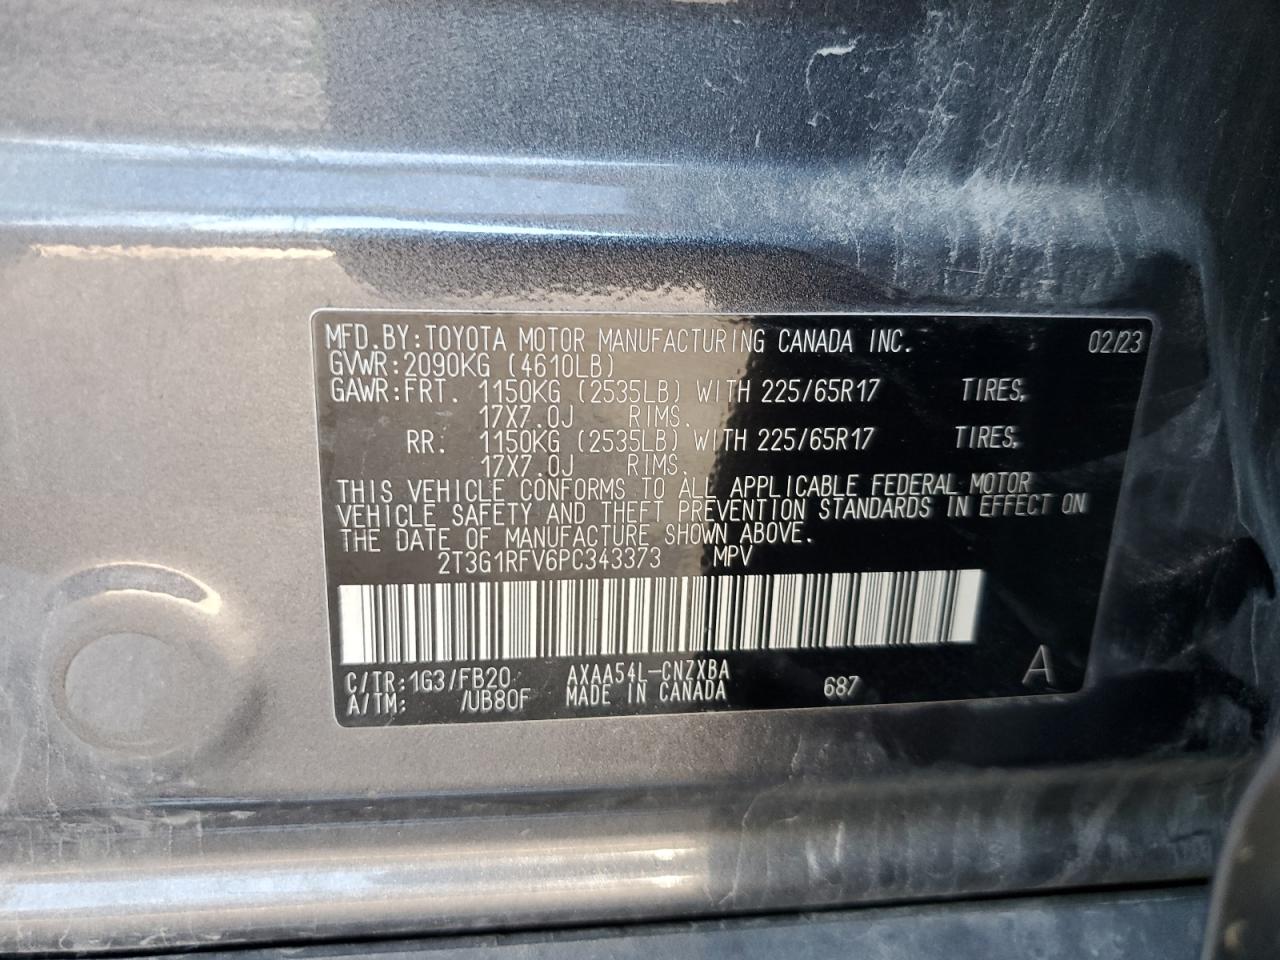 MFD.BY:TOYOTA MOTOR MANUFACTURING CANADA INC. 02/23
GVWR:2090KG (4610LB)
GAWR:FRT. 1150KG (2535LB) WITH 225/65R17 TIRES,
17X7.0J RIMS.
RR. 1150KG (2535LB) WITH 225/65R17 TIRES,
17X7.0J RIMS.
THIS VEHICLE CONFORMS TO ALL APPLICABLE FEDERAL MOTOR
VEHICLE SAFETY AND THEFT PREVENTION STANDARDS IN EFFECT ON
THE DATE OF MANUFACTURE SHOWN ABOVE.
2T3G1RFV6PC343373 MPV
C/TR:1G3/FB20 AXAA54L-CNZXBA
A/TM: /UB80F MADE IN CANADA 687 A